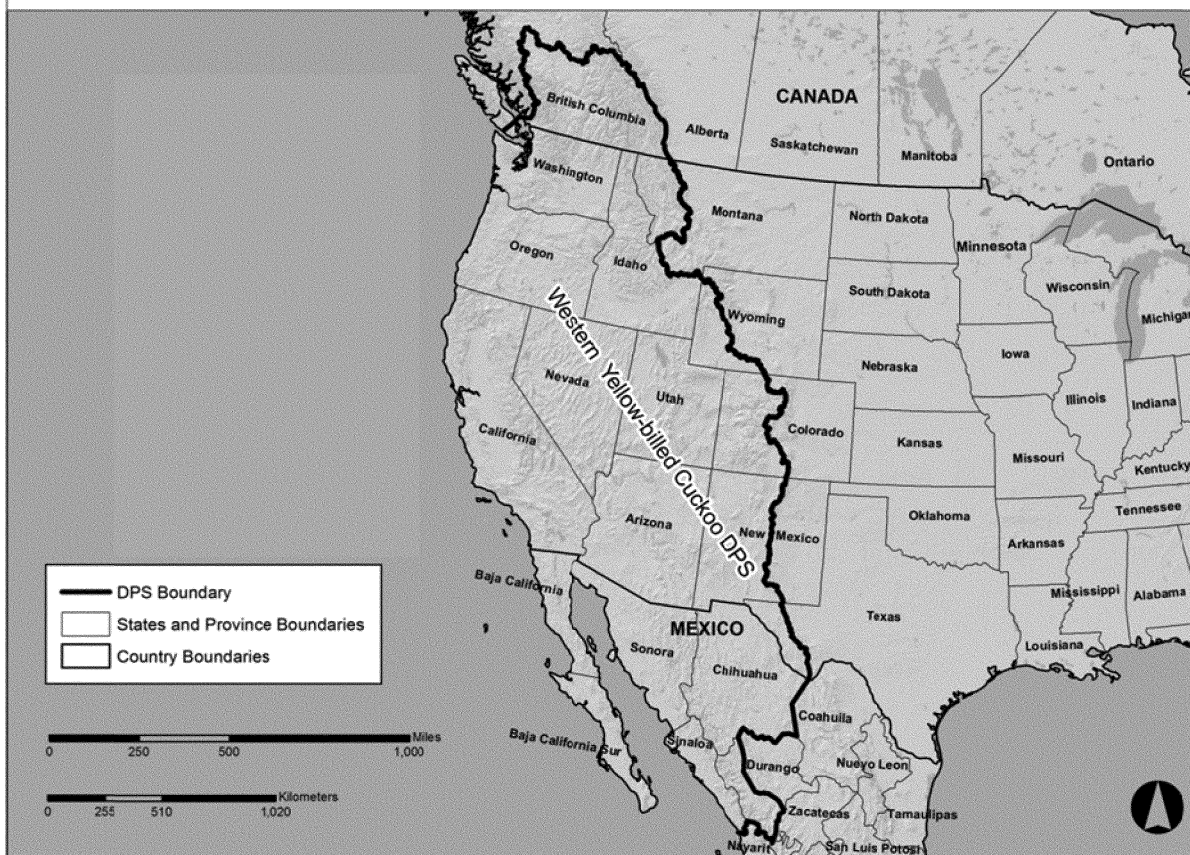 CANADA
British Columbia
Alberta
Saskatchewan
Manitoba
Ontario
Washington
Montana
North Dakota
Minnesota
Oregon
Idaho
South Dakota
Wisconsin
Michigan
Wyoming
Western Yellow-billed Cuckoo DPS
Nebraska
Iowa
Nevada
Utah
Illinois
Indiana
California
Colorado
Kansas
Missouri
Kentucky
Arizona
New Mexico
Oklahoma
Tennessee
Arkansas
Baja California
Mississippi
Alabama
Texas
MEXICO
Louisiana
Sonora
Chihuahua
Coahuila
Baja California Sur
Sinaloa
Durango
Nuevo Leon
Zacatecas
Tamaulipas
Nayarit
San Luis Potosi
DPS Boundary
States and Province Boundaries
Country Boundaries
Miles
0 250 500 1,000
Kilometers
0 255 510 1,020